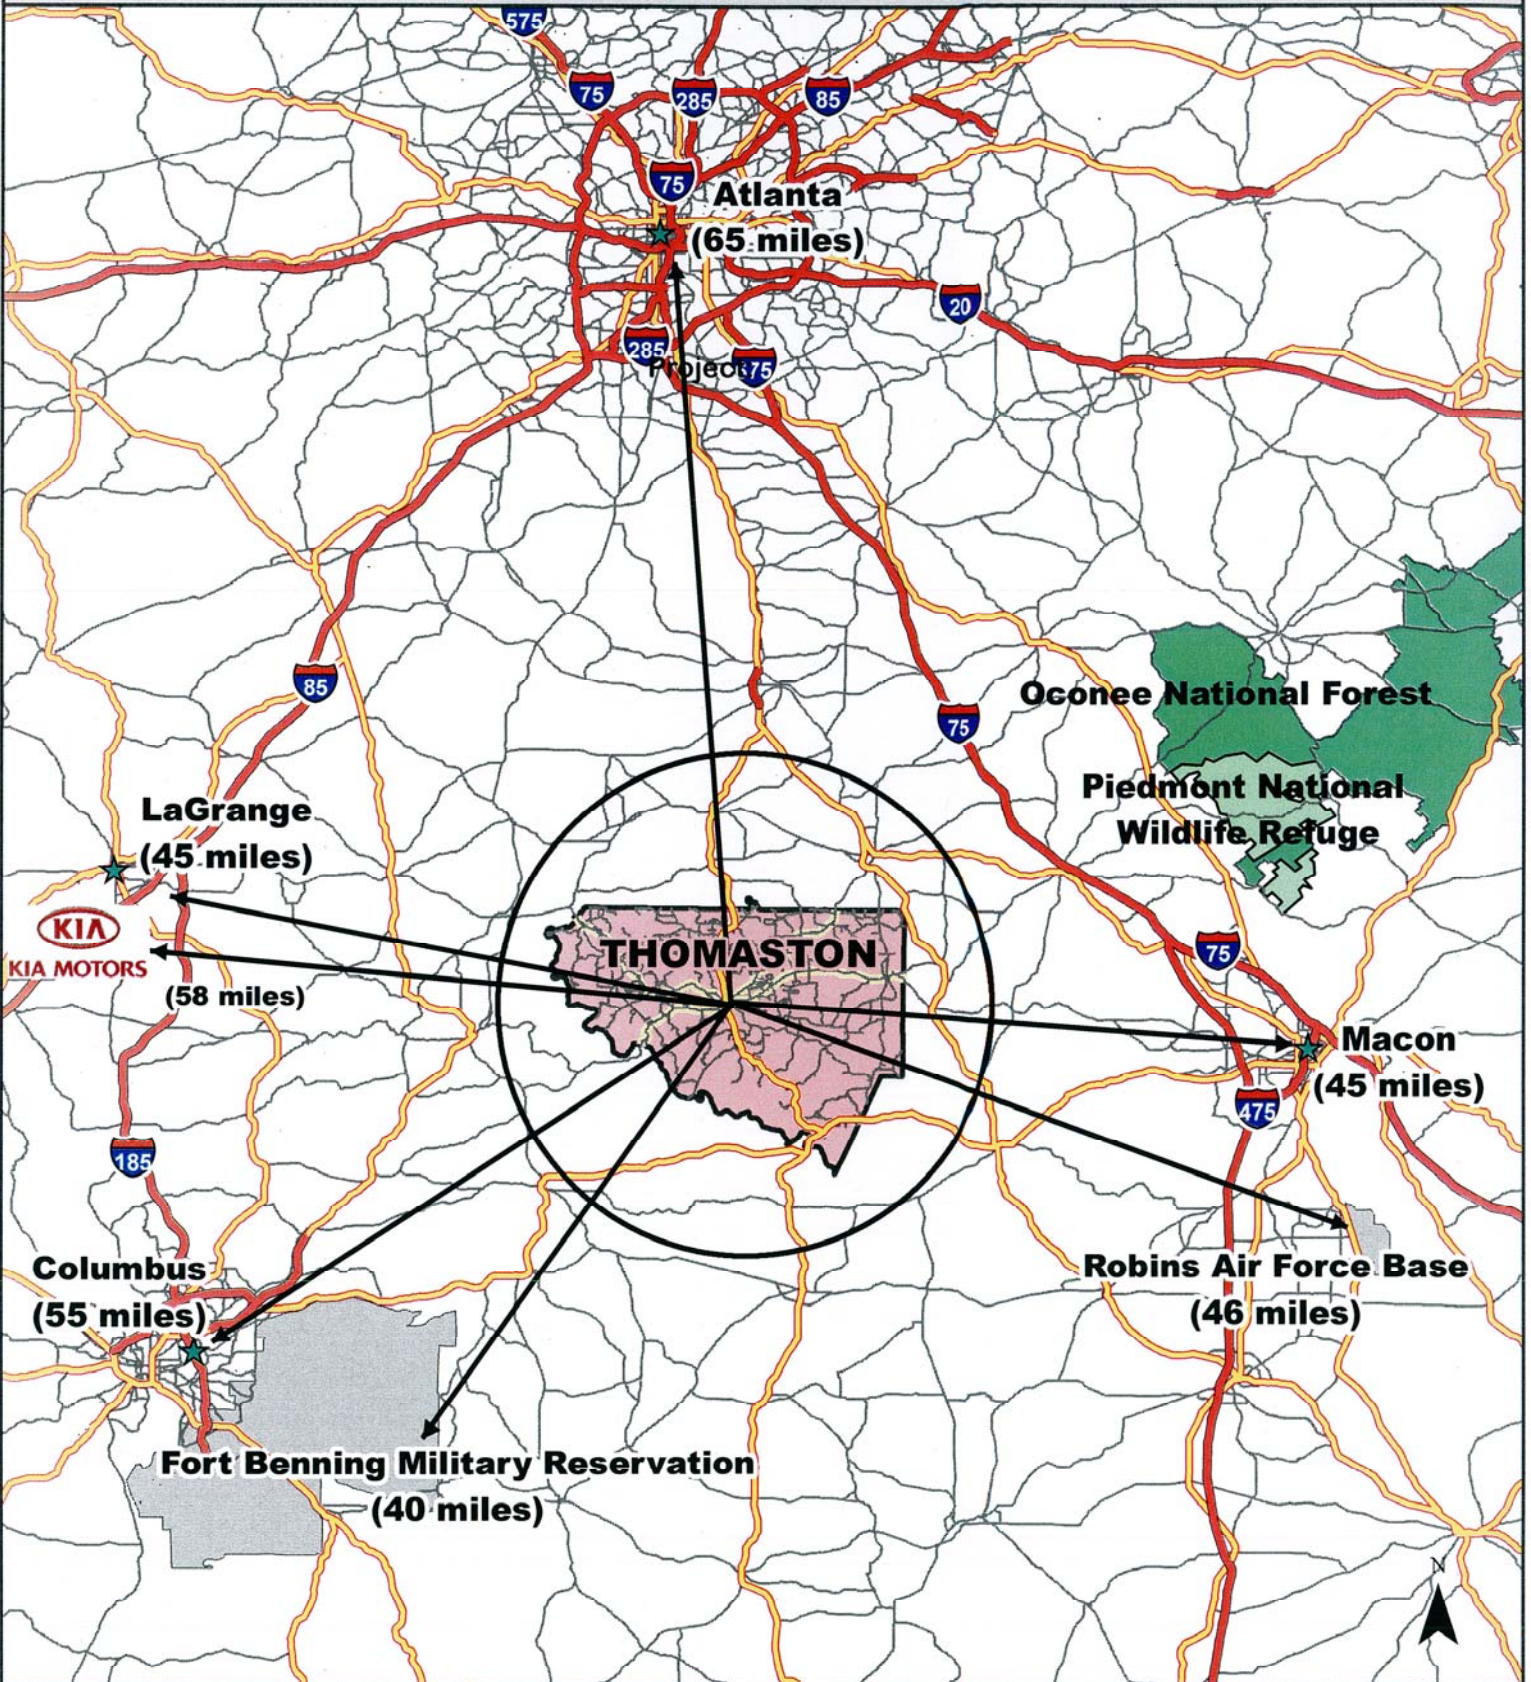 575
75
285
85
75
Atlanta
(65 miles)
20
285
Project
75
85
Oconee National Forest
75
Piedmont National
Wildlife Refuge
LaGrange
(45 miles)
KIA
KIA MOTORS
(58 miles)
THOMASTON
75
Macon
(45 miles)
475
185
Columbus
(55 miles)
Robins Air Force Base
(46 miles)
Fort Benning Military Reservation
(40 miles)
N